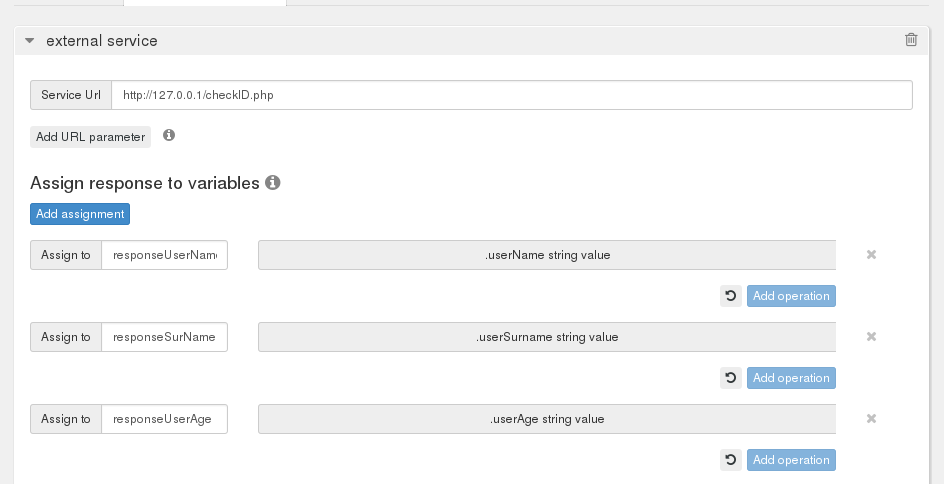 external service
Service Url http://127.0.0.1/checkID.php
Add URL parameter
Assign response to variables
Add assignment
Assign to responseUserName .userName string value
Add operation
Assign to responseSurName .userSurname string value
Add operation
Assign to responseUserAge .userAge string value
Add operation